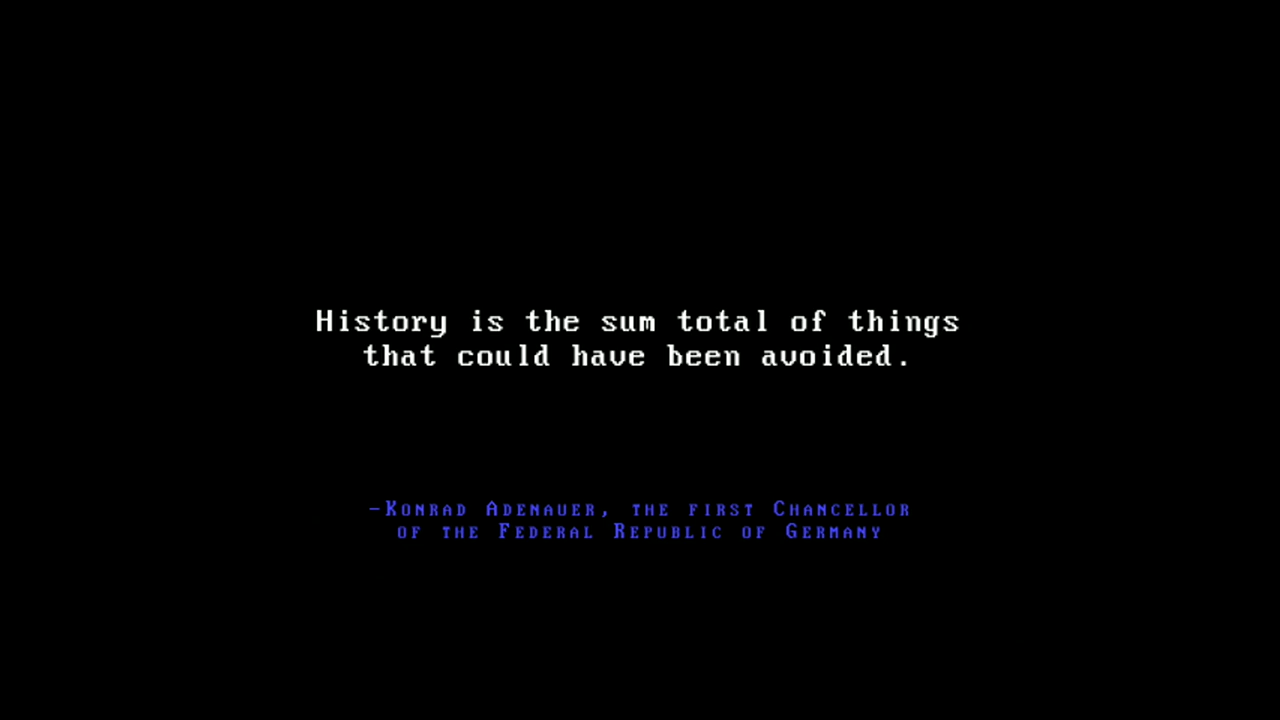 History is the sum total of things
that could have been avoided.
-Konrad Adenauer, the first Chancellor
of the Federal Republic of Germany